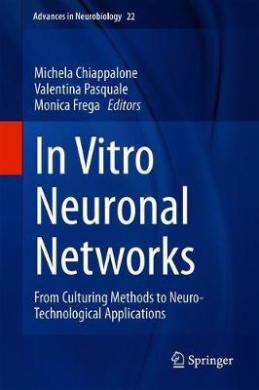 Advances in Neurobiology 22
Michela Chiappalone
Valentina Pasquale
Monica Frega Editors
In Vitro
Neuronal
Networks
From Culturing Methods to Neuro-
Technological Applications
Springer